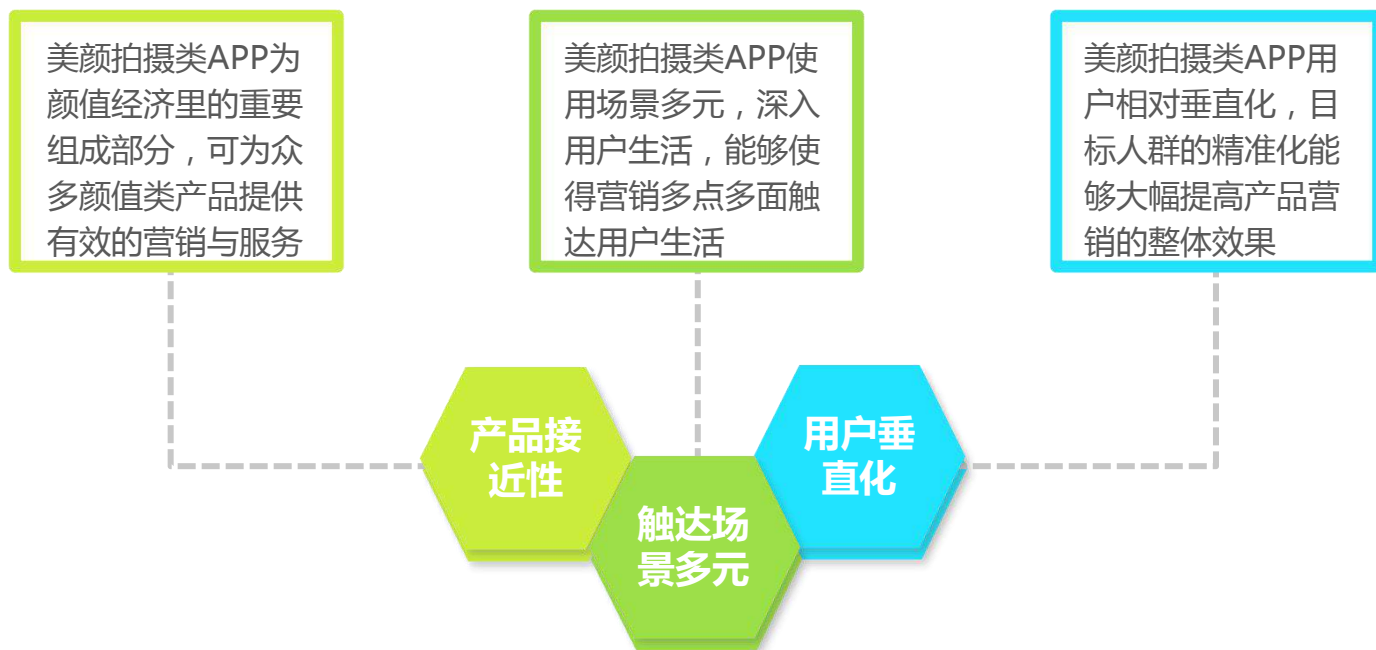 美颜拍摄类APP为
颜值经济里的重要
组成部分，可为众
多颜值类产品提供
有效的营销与服务
美颜拍摄类APP使
用场景多元，深入
用户生活，能够使
得营销多点多面触
达用户生活
美颜拍摄类APP用
户相对垂直化，目
标人群的精准化能
够大幅提高产品营
销的整体效果
产品接
近性
触达场
景多元
用户垂
直化